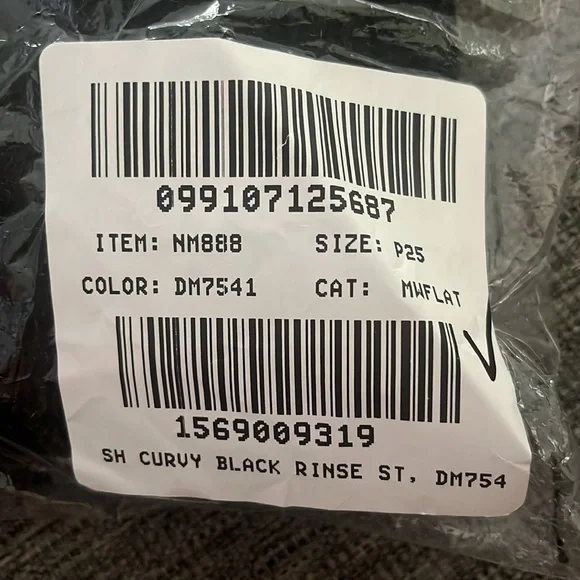 099107125687
ITEM: NM888 SIZE: P25
COLOR: DM7541 CAT: MWFLAT
1569009319
SH CURVY BLACK RINSE ST, DM754